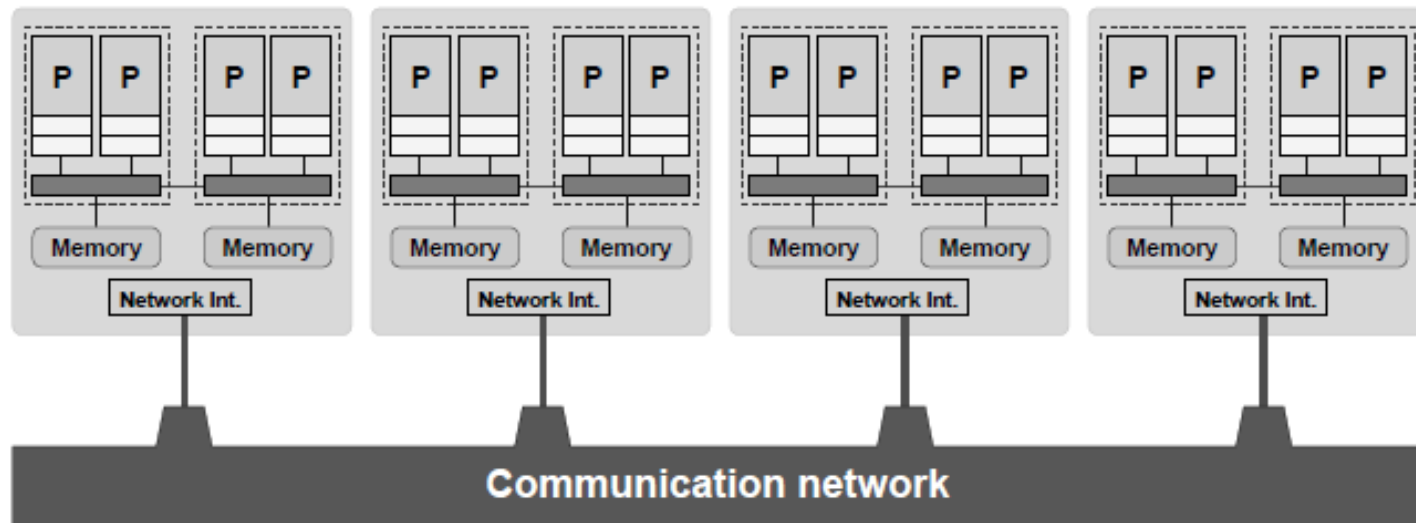 P P P P P P P P P P P P P P P P
Memory Memory Memory Memory Memory Memory Memory Memory
Network Int. Network Int. Network Int. Network Int.
Communication network